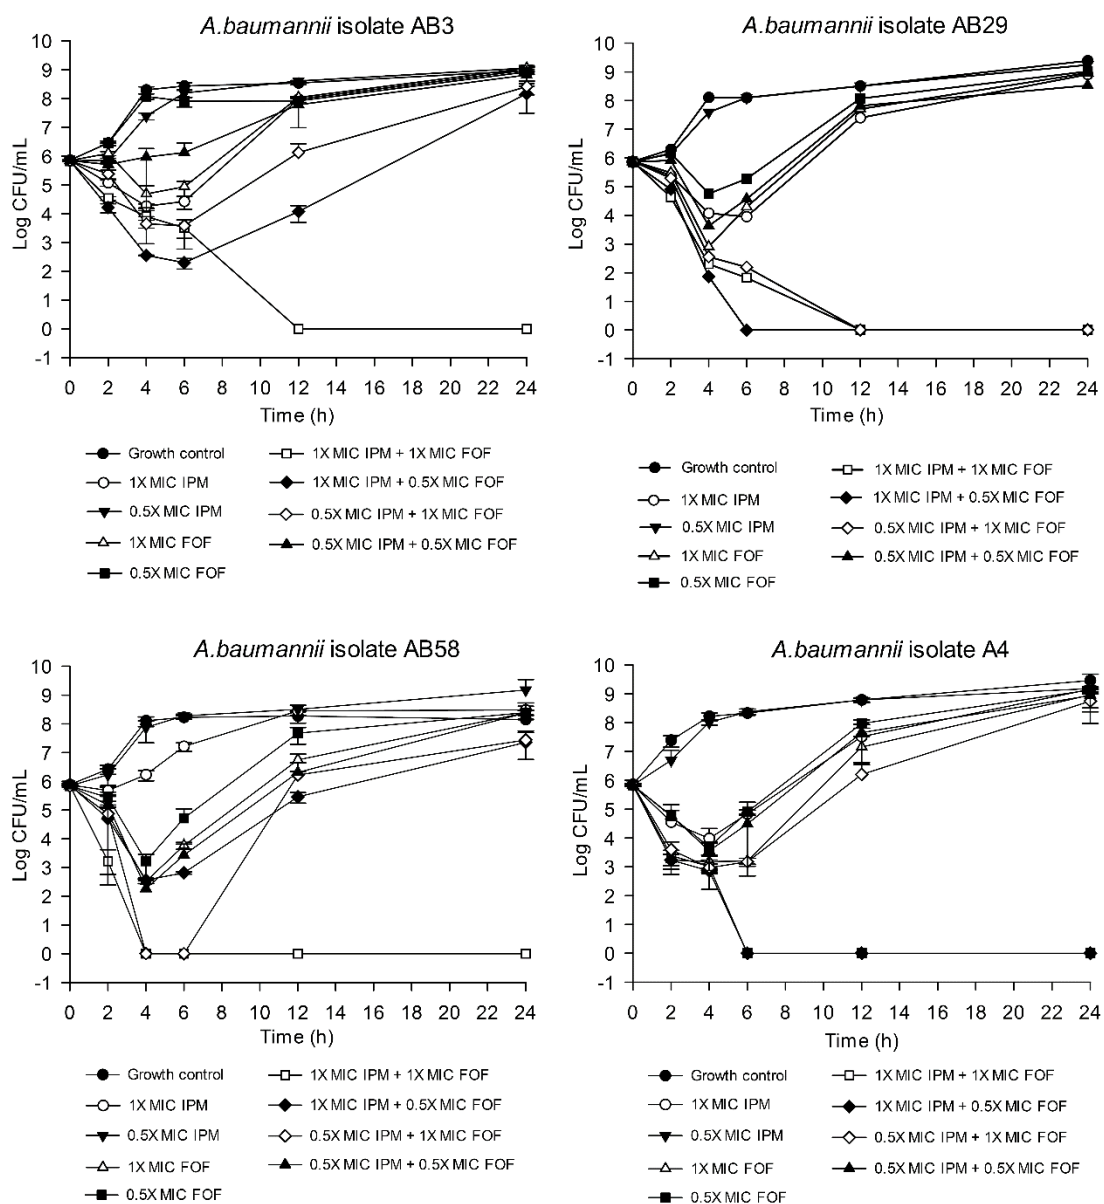 A.baumannii isolate AB3
10
9
8
7
6
5
4
3
2
1
0
-1
Log CFU/mL
0 2 4 6 8 10 12 14 16 18 20 22 24
Time (h)
Growth control
1X MIC IPM
0.5X MIC IPM
1X MIC FOF
0.5X MIC FOF
1X MIC IPM + 1X MIC FOF
1X MIC IPM + 0.5X MIC FOF
0.5X MIC IPM + 1X MIC FOF
0.5X MIC IPM + 0.5X MIC FOF
A.baumannii isolate AB29
10
9
8
7
6
5
4
3
2
1
0
-1
Log CFU/mL
0 2 4 6 8 10 12 14 16 18 20 22 24
Time (h)
Growth control
1X MIC IPM
0.5X MIC IPM
1X MIC FOF
0.5X MIC FOF
1X MIC IPM + 1X MIC FOF
1X MIC IPM + 0.5X MIC FOF
0.5X MIC IPM + 1X MIC FOF
0.5X MIC IPM + 0.5X MIC FOF
A.baumannii isolate AB58
10
9
8
7
6
5
4
3
2
1
0
-1
Log CFU/mL
0 2 4 6 8 10 12 14 16 18 20 22 24
Time (h)
Growth control
1X MIC IPM
0.5X MIC IPM
1X MIC FOF
0.5X MIC FOF
1X MIC IPM + 1X MIC FOF
1X MIC IPM + 0.5X MIC FOF
0.5X MIC IPM + 1X MIC FOF
0.5X MIC IPM + 0.5X MIC FOF
A.baumannii isolate A4
10
9
8
7
6
5
4
3
2
1
0
-1
Log CFU/mL
0 2 4 6 8 10 12 14 16 18 20 22 24
Time (h)
Growth control
1X MIC IPM
0.5X MIC IPM
1X MIC FOF
0.5X MIC FOF
1X MIC IPM + 1X MIC FOF
1X MIC IPM + 0.5X MIC FOF
0.5X MIC IPM + 1X MIC FOF
0.5X MIC IPM + 0.5X MIC FOF